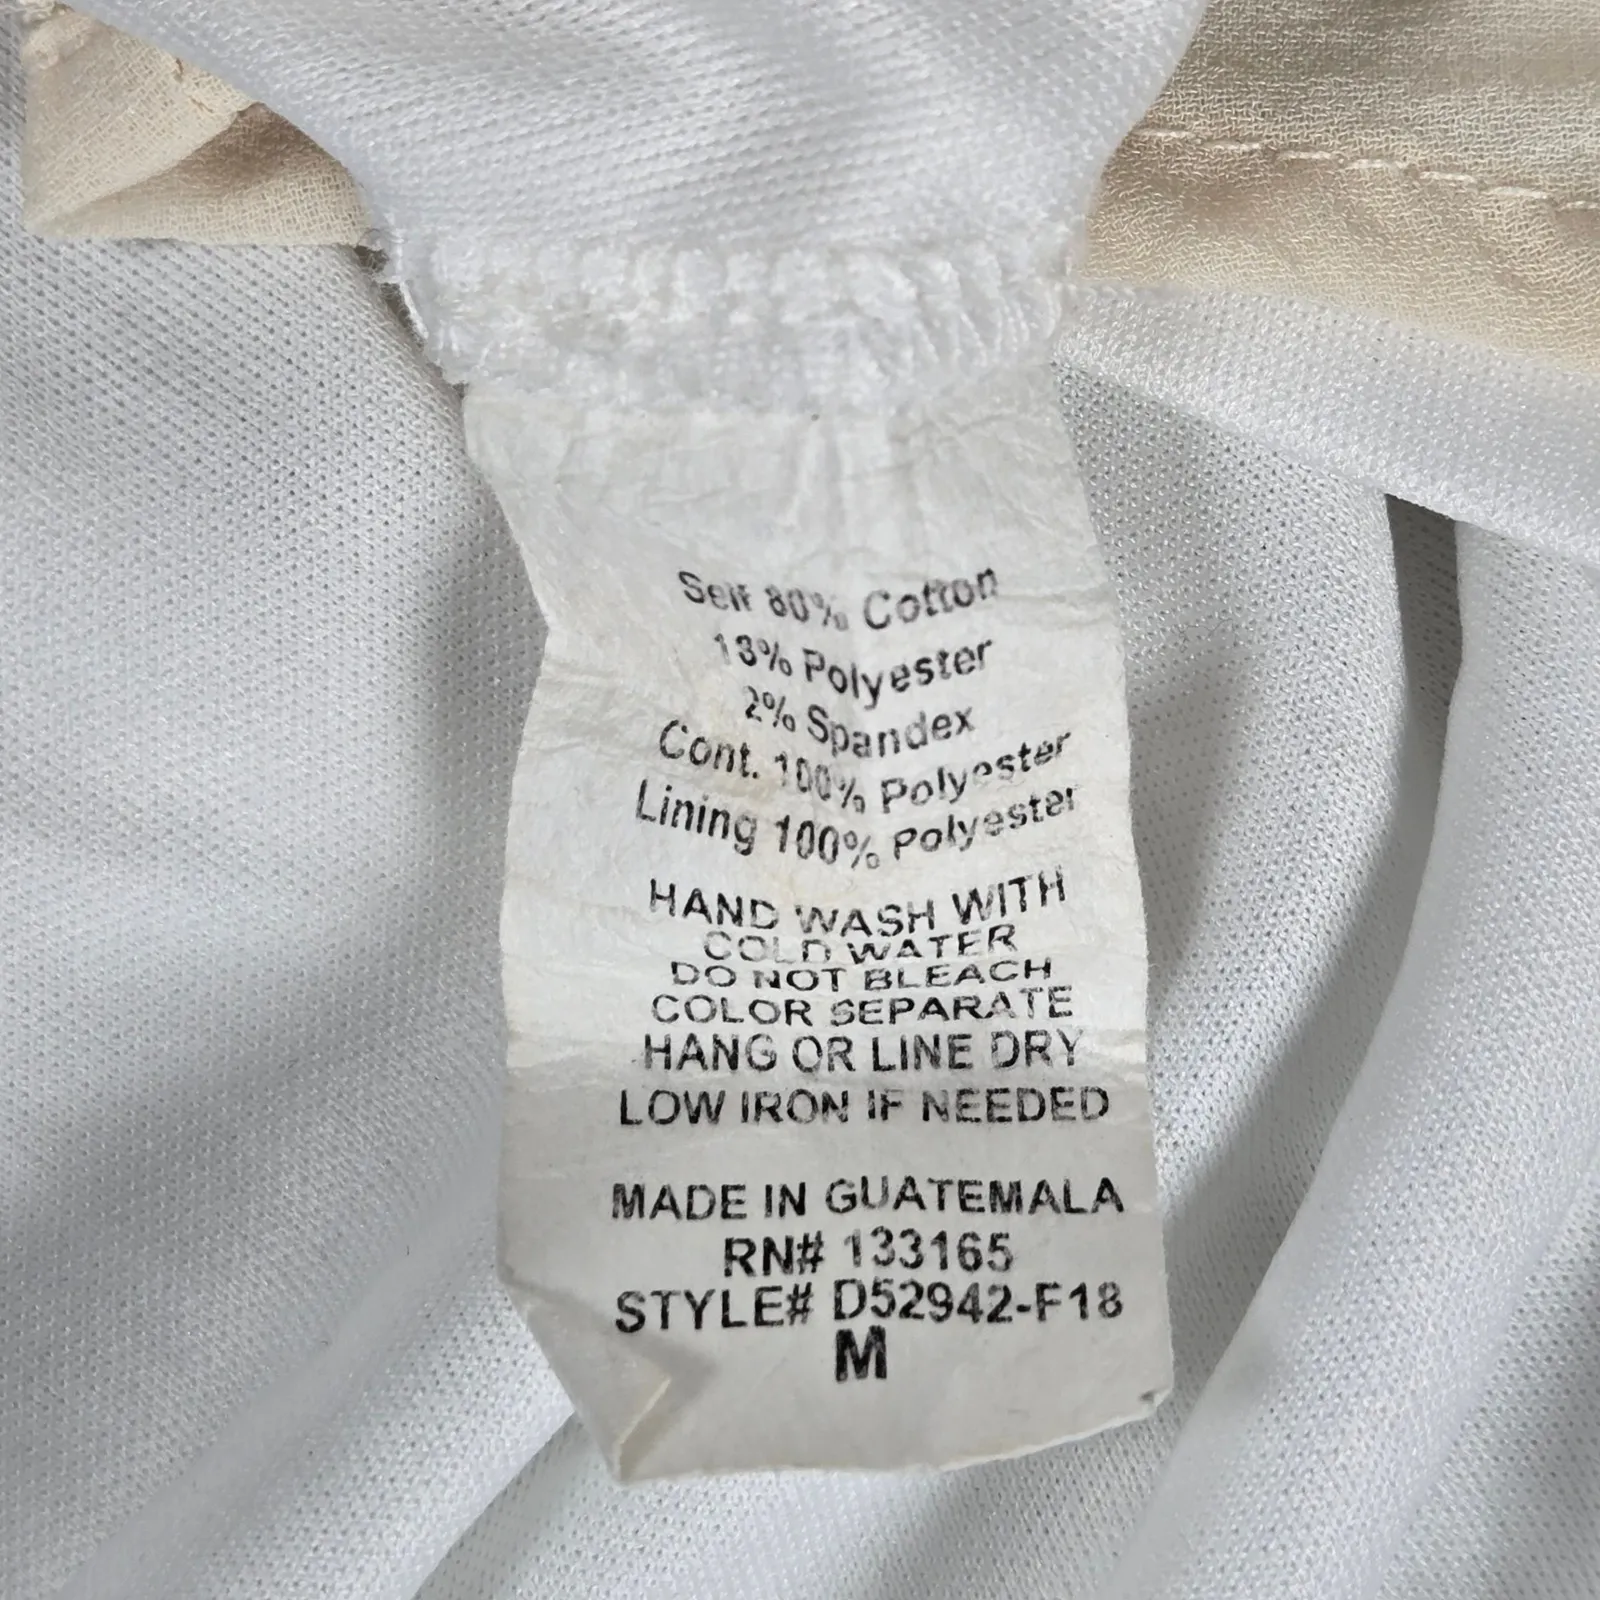 Self 80% Cotton
18% Polyester
2% Spandex
Cont. 100% Polyester
Lining 100% Polyester
HAND WASH WITH
COLD WATER
DO NOT BLEACH
COLOR SEPARATE
HANG OR LINE DRY
LOW IRON IF NEEDED
MADE IN GUATEMALA
RN# 133165
STYLE# D52942-F18
M